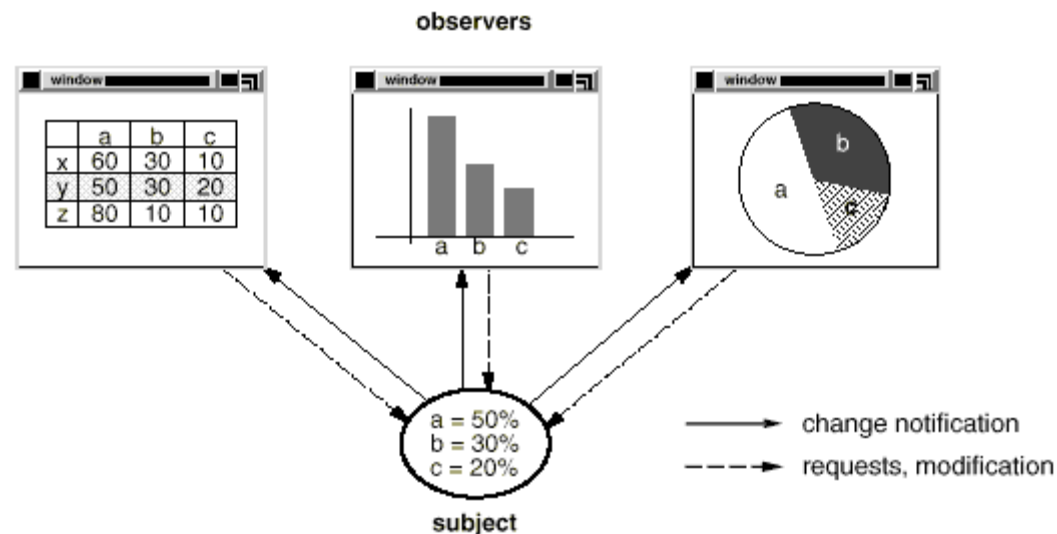 observers
window
window
window
a b c
x 60 30 10
y 50 30 20
z 80 10 10
a b c
a
b
c
a = 50%
b = 30%
c = 20%
subject
change notification
requests, modification